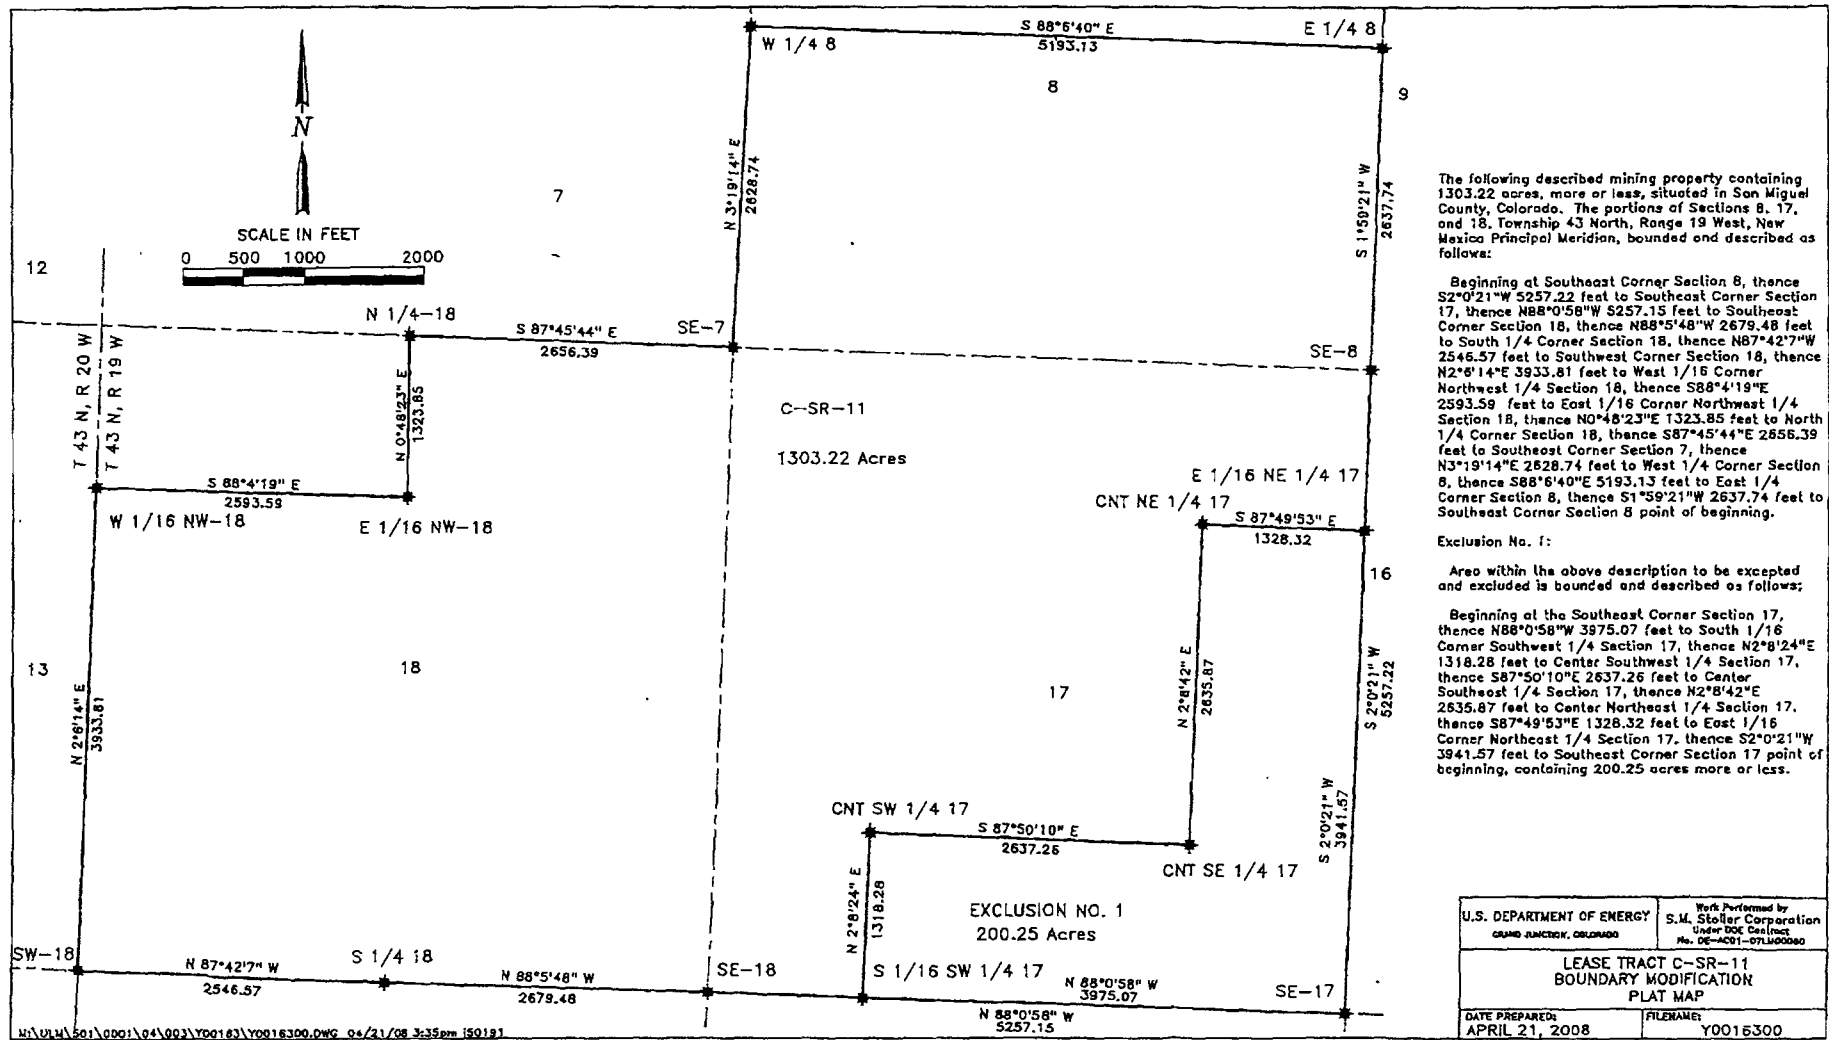 S 88°6'40" E
5193.13
E 1/4 8
W 1/4 8
8
9
N
N 3°19'14" E
2628.74
S 1°59'21" W
2637.74
7
SCALE IN FEET
0 500 1000 2000
12
N 1/4-18
S 87°45'44" E
2656.39
SE-7
SE-8
T 43 N, R 20 W
T 43 N, R 19 W
N 0°48'23" E
1323.85
C-SR-11
1303.22 Acres
S 88°4'19" E
2593.59
W 1/16 NW-18
E 1/16 NW-18
E 1/16 NE 1/4 17
CNT NE 1/4 17
S 87°49'53" E
1328.32
16
13
18
17
N 2°6'14" E
3933.81
N 2°8'42" E
2635.87
S 2°0'21" W
5257.22
CNT SW 1/4 17
S 87°50'10" E
2637.26
CNT SE 1/4 17
S 2°0'21" W
3941.57
N 2°8'24" E
1318.28
EXCLUSION NO. 1
200.25 Acres
SW-18
N 87°42'7" W
2546.57
S 1/4 18
N 88°5'48" W
2679.48
SE-18
S 1/16 SW 1/4 17
N 88°0'58" W
3975.07
SE-17
N 88°0'58" W
5257.15
04/21/08 3:35pm
The following described mining property containing
1303.22 acres, more or less, situated in San Miguel
County, Colorado. The portions of Sections 8, 17,
and 18, Township 43 North, Range 19 West, New
Mexico Principal Meridian, bounded and described as
follows:
Beginning at Southeast Corner Section 8, thence
S2°0'21"W 5257.22 feet to Southeast Corner Section
17, thence N88°0'58"W 5257.15 feet to Southeast
Corner Section 18, thence N88°5'48"W 2679.48 feet
to South 1/4 Corner Section 18, thence N87°42'7"W
2546.57 feet to Southwest Corner Section 18, thence
N2°6'14"E 3933.81 feet to West 1/16 Corner
Northwest 1/4 Section 18, thence S88°4'19"E
2593.59 feet to East 1/16 Corner Northwest 1/4
Section 18, thence N0°48'23"E 1323.85 feet to North
1/4 Corner Section 18, thence S87°45'44"E 2656.39
feet to Southeast Corner Section 7, thence
N3°19'14"E 2628.74 feet to West 1/4 Corner Section
8, thence S88°6'40"E 5193.13 feet to East 1/4
Corner Section 8, thence S1°59'21"W 2637.74 feet to
Southeast Corner Section 8 point of beginning.
Exclusion No. 1:
Area within the above description to be excepted
and excluded is bounded and described as follows:
Beginning at the Southeast Corner Section 17,
thence N88°0'58"W 3975.07 feet to South 1/16
Corner Southwest 1/4 Section 17, thence N2°8'24"E
1318.28 feet to Center Southwest 1/4 Section 17,
thence S87°50'10"E 2637.26 feet to Center
Southeast 1/4 Section 17, thence N2°8'42"E
2635.87 feet to Center Northeast 1/4 Section 17,
thence S87°49'53"E 1328.32 feet to East 1/16
Corner Northeast 1/4 Section 17, thence S2°0'21"W
3941.57 feet to Southeast Corner Section 17 point of
beginning, containing 200.25 acres more or less.
U.S. DEPARTMENT OF ENERGY
GRAND JUNCTION, COLORADO
Work Performed by
S.M. Stoller Corporation
Under DOE Contract
No. DE-AC01-07LM00060
LEASE TRACT C-SR-11
BOUNDARY MODIFICATION
PLAT MAP
DATE PREPARED:
APRIL 21, 2008
FILENAME:
Y0016300